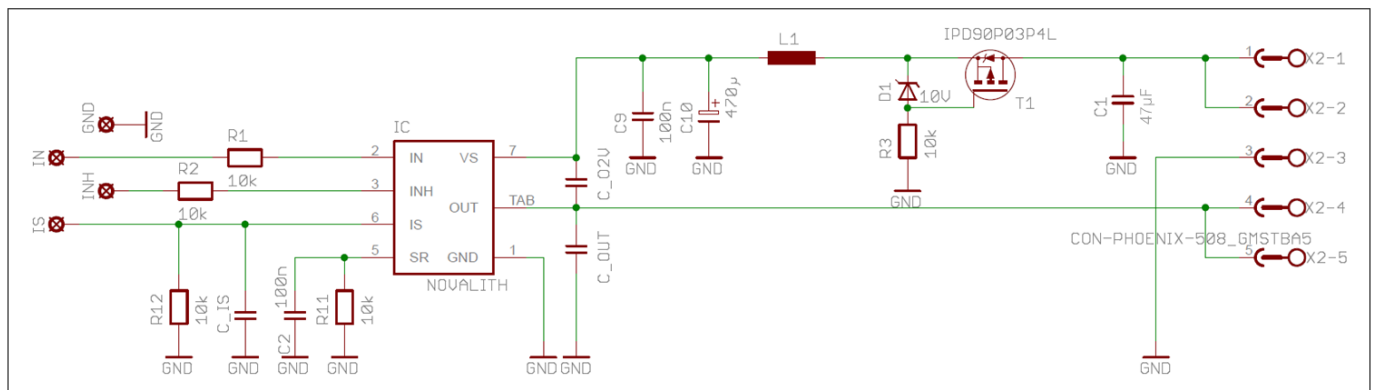 IPD90P03P4L
L1
1
X2-1
D1
10V
T1
470µ
C10
100n
C9
R3
10k
C1
47µF
2
X2-2
GND
GND
R1
IC
IN
10k
2
IN
VS
7
GND
GND
GND
3
X2-3
R2
INH
10k
3
INH
C_O2V
GND
IS
OUT
TAB
4
X2-4
6
IS
CON-PHOENIX-508_GMSTBA5
5
SR
GND
1
C_OUT
5
X2-5
NOVALITH
100n
R12
10k
C_IS
C2
R11
10k
GND
GND
GND
GND
GND
GND
GND